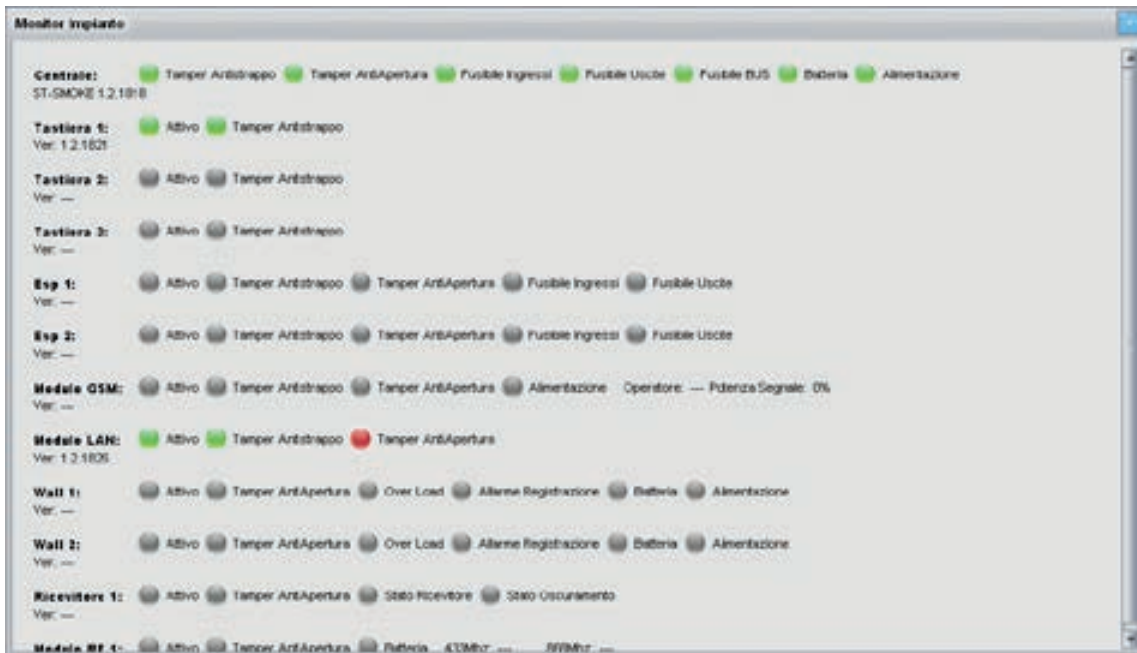 Monitor Impianto
Centrale: Tamper Antistrappo Tamper AntiApertura Fusibile Ingressi Fusibile Uscite Fusibile BUS Batteria Alimentazione
ST-SMOKE 1.2.1818
Tastiera 1: Attivo Tamper Antistrappo
Ver: 1.2.1821
Tastiera 2: Attivo Tamper Antistrappo
Ver: ---
Tastiera 3: Attivo Tamper Antistrappo
Ver: ---
Esp 1: Attivo Tamper Antistrappo Tamper AntiApertura Fusibile Ingressi Fusibile Uscite
Ver: ---
Esp 2: Attivo Tamper Antistrappo Tamper AntiApertura Fusibile Ingressi Fusibile Uscite
Ver: ---
Modulo GSM: Attivo Tamper Antistrappo Tamper AntiApertura Alimentazione Operatore: --- Potenza Segnale: 0%
Ver: ---
Modulo LAN: Attivo Tamper Antistrappo Tamper AntiApertura
Ver: 1.2.1826
Wall 1: Attivo Tamper AntiApertura Over Load Allarme Registrazione Batteria Alimentazione
Ver: ---
Wall 2: Attivo Tamper AntiApertura Over Load Allarme Registrazione Batteria Alimentazione
Ver: ---
Ricevitore 1: Attivo Tamper AntiApertura Stato Ricevitore Stato Oscuramento
Ver: ---
Modulo RF 1: Attivo Tamper AntiApertura Batteria 433Mhz: --- 868Mhz: ---